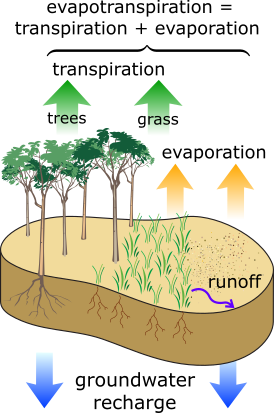 evapotranspiration =
transpiration + evaporation
transpiration
trees
grass
evaporation
runoff
groundwater
recharge